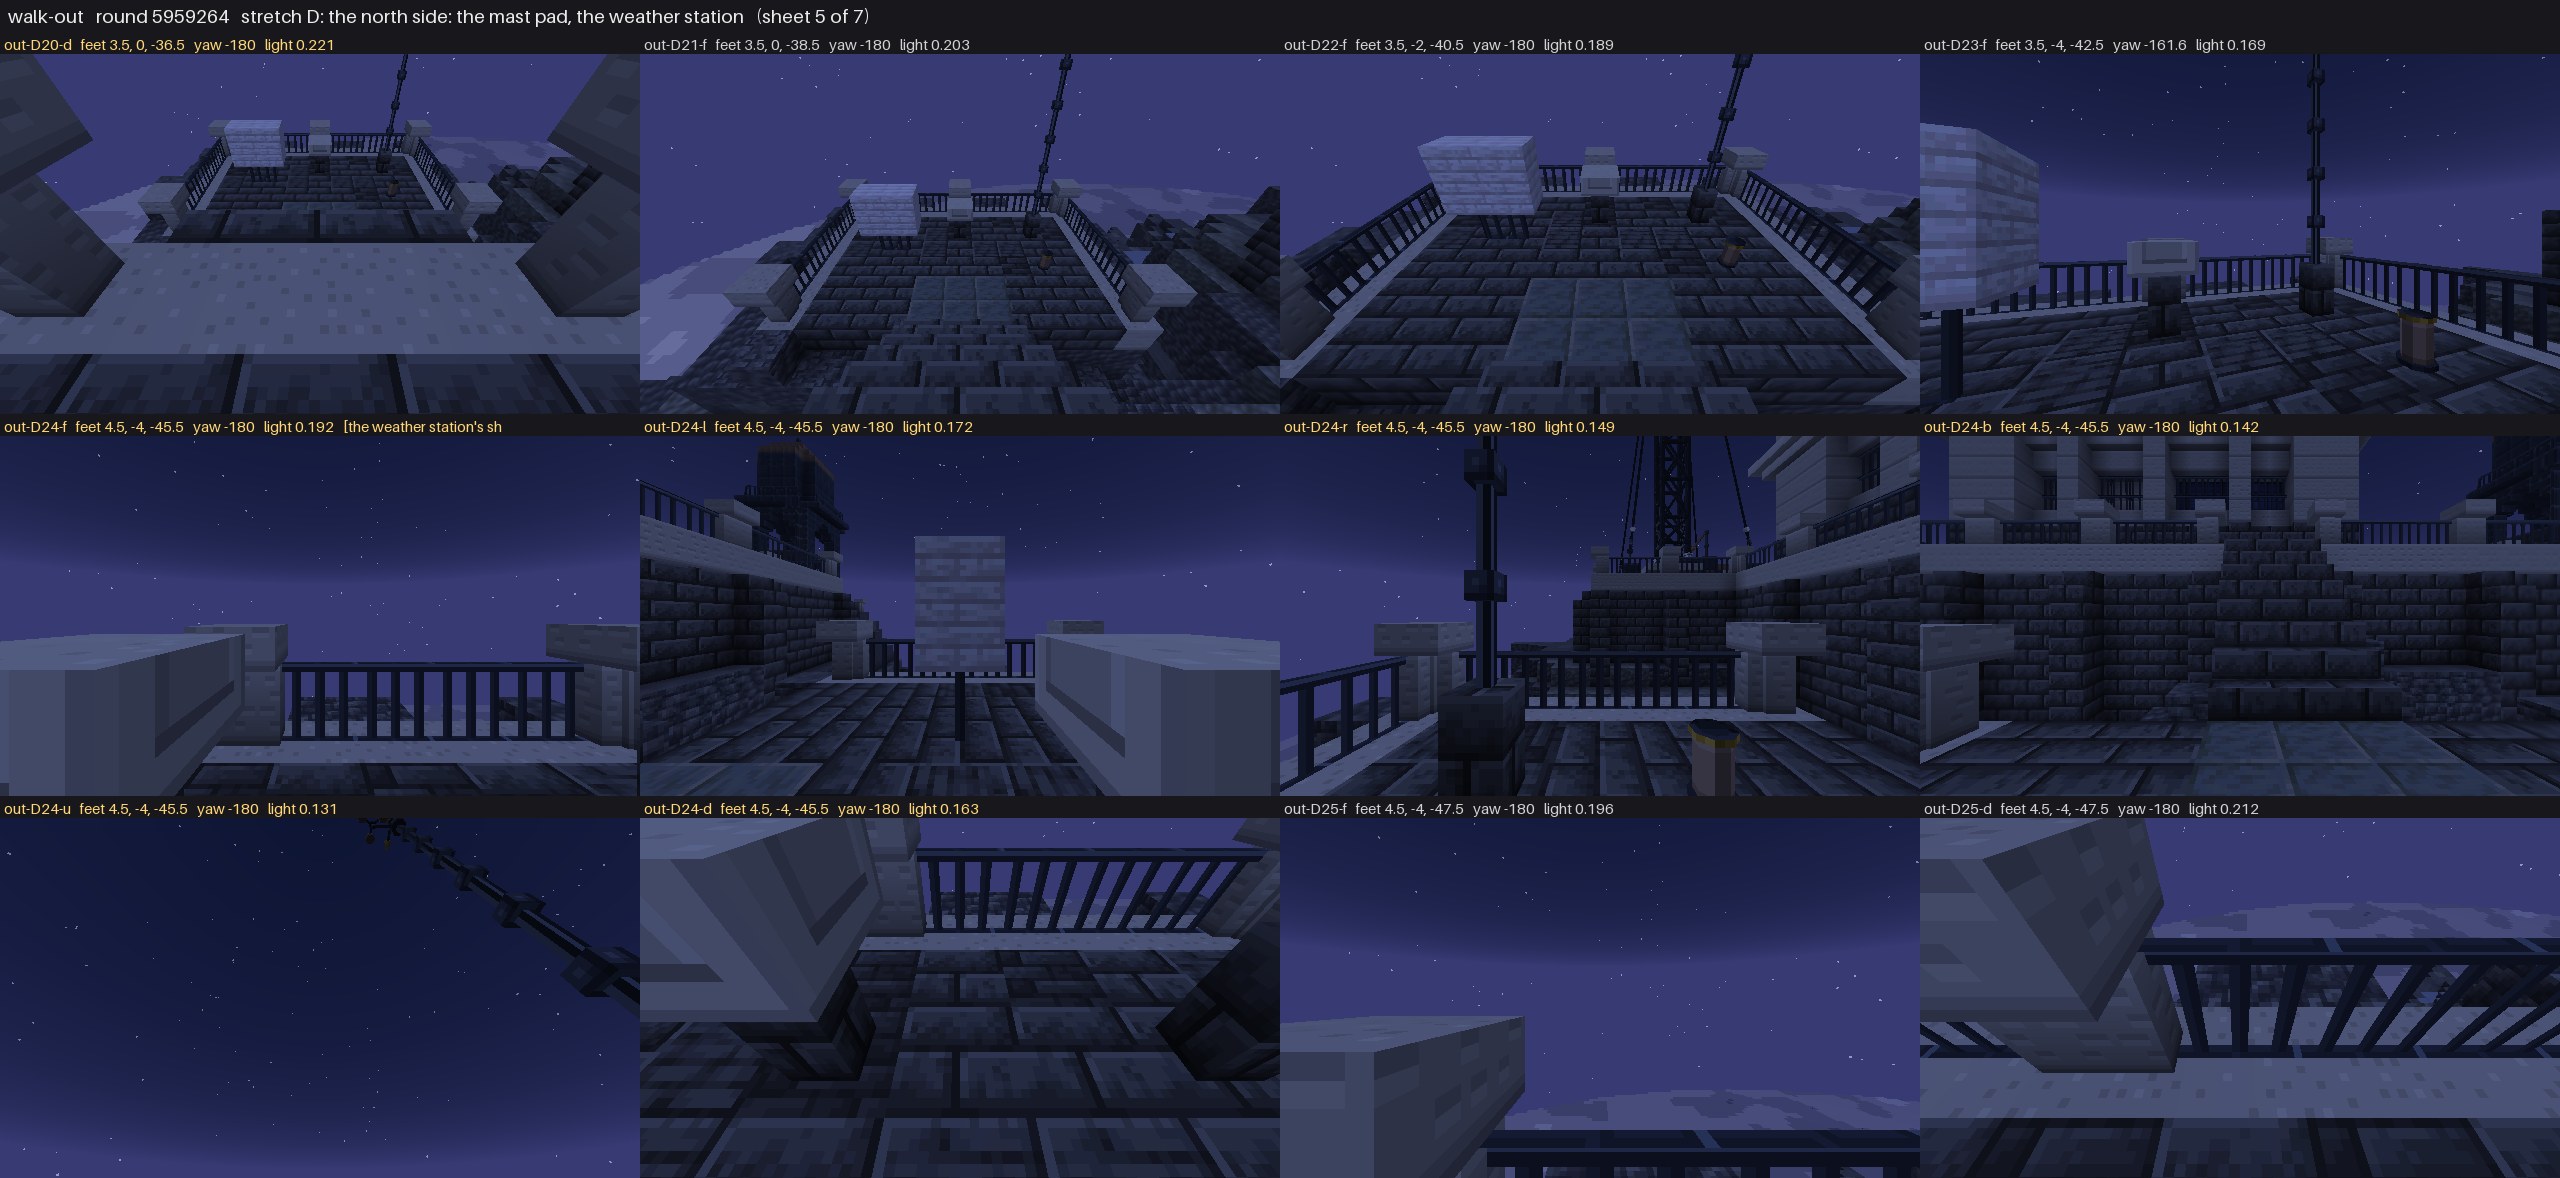 walk-out round 5959264 stretch D: the north side: the mast pad, the weather station (sheet 5 of 7)
out-D20-d feet 3.5, 0, -36.5 yaw -180 light 0.221
out-D21-f feet 3.5, 0, -38.5 yaw -180 light 0.203
out-D22-f feet 3.5, -2, -40.5 yaw -180 light 0.189
out-D23-f feet 3.5, -4, -42.5 yaw -161.6 light 0.169
out-D24-f feet 4.5, -4, -45.5 yaw -180 light 0.192 [the weather station's sh
out-D24-l feet 4.5, -4, -45.5 yaw -180 light 0.172
out-D24-r feet 4.5, -4, -45.5 yaw -180 light 0.149
out-D24-b feet 4.5, -4, -45.5 yaw -180 light 0.142
out-D24-u feet 4.5, -4, -45.5 yaw -180 light 0.131
out-D24-d feet 4.5, -4, -45.5 yaw -180 light 0.163
out-D25-f feet 4.5, -4, -47.5 yaw -180 light 0.196
out-D25-d feet 4.5, -4, -47.5 yaw -180 light 0.212